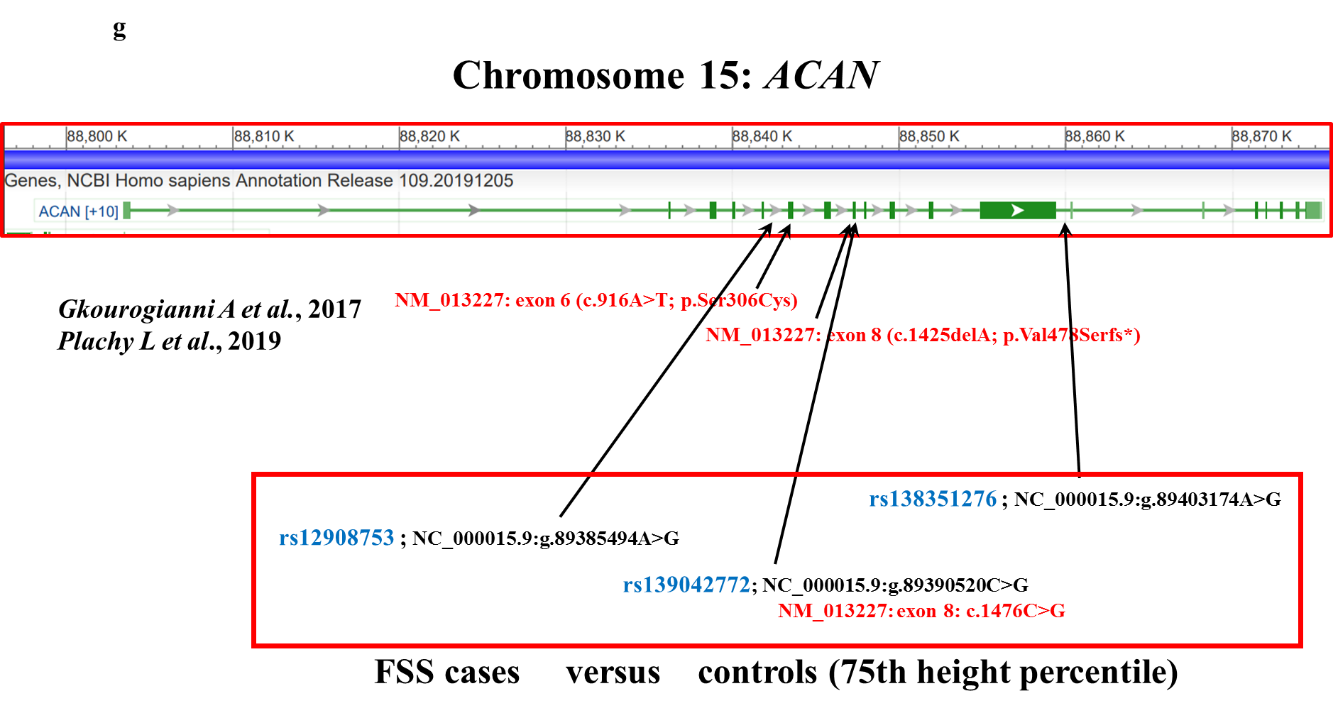 g
Chromosome 15: ACAN
88,800 K 88,810 K 88,820 K 88,830 K 88,840 K 88,850 K 88,860 K 88,870 K
Genes, NCBI Homo sapiens Annotation Release 109.20191205
ACAN [+10]
Gkourogianni A et al., 2017
Plachy L et al., 2019
NM_013227: exon 6 (c.916A>T; p.Ser306Cys)
NM_013227: exon 8 (c.1425delA; p.Val478Serfs*)
rs138351276 ; NC_000015.9:g.89403174A>G
rs12908753 ; NC_000015.9:g.89385494A>G
rs139042772; NC_000015.9:g.89390520C>G
NM_013227: exon 8: c.1476C>G
FSS cases versus controls (75th height percentile)